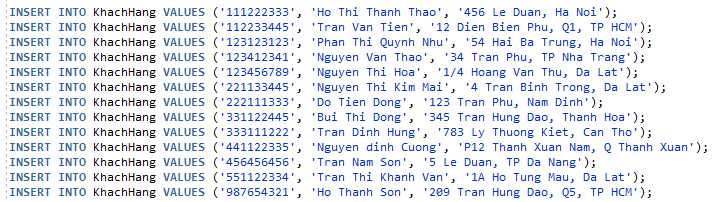 INSERT INTO KhachHang VALUES ('111222333', 'Ho Thi Thanh Thao', '456 Le Duan, Ha Noi');
INSERT INTO KhachHang VALUES ('112233445', 'Tran Van Tien', '12 Dien Bien Phu, Q1, TP HCM');
INSERT INTO KhachHang VALUES ('123123123', 'Phan Thi Quynh Nhu', '54 Hai Ba Trung, Ha Noi');
INSERT INTO KhachHang VALUES ('123412341', 'Nguyen Van Thao', '34 Tran Phu, TP Nha Trang');
INSERT INTO KhachHang VALUES ('123456789', 'Nguyen Thi Hoa', '1/4 Hoang Van Thu, Da Lat');
INSERT INTO KhachHang VALUES ('221133445', 'Nguyen Thi Kim Mai', '4 Tran Binh Trong, Da Lat');
INSERT INTO KhachHang VALUES ('222111333', 'Do Tien Dong', '123 Tran Phu, Nam Dinh');
INSERT INTO KhachHang VALUES ('331122445', 'Bui Thi Dong', '345 Tran Hung Dao, Thanh Hoa');
INSERT INTO KhachHang VALUES ('333111222', 'Tran Dinh Hung', '783 Ly Thuong Kiet, Can Tho');
INSERT INTO KhachHang VALUES ('441122335', 'Nguyen dinh Cuong', 'P12 Thanh Xuan Nam, Q Thanh Xuan');
INSERT INTO KhachHang VALUES ('456456456', 'Tran Nam Son', '5 Le Duan, TP Da Nang');
INSERT INTO KhachHang VALUES ('551122334', 'Tran Thi Khanh Van', '1A Ho Tung Mau, Da Lat');
INSERT INTO KhachHang VALUES ('987654321', 'Ho Thanh Son', '209 Tran Hung Dao, Q5, TP HCM');